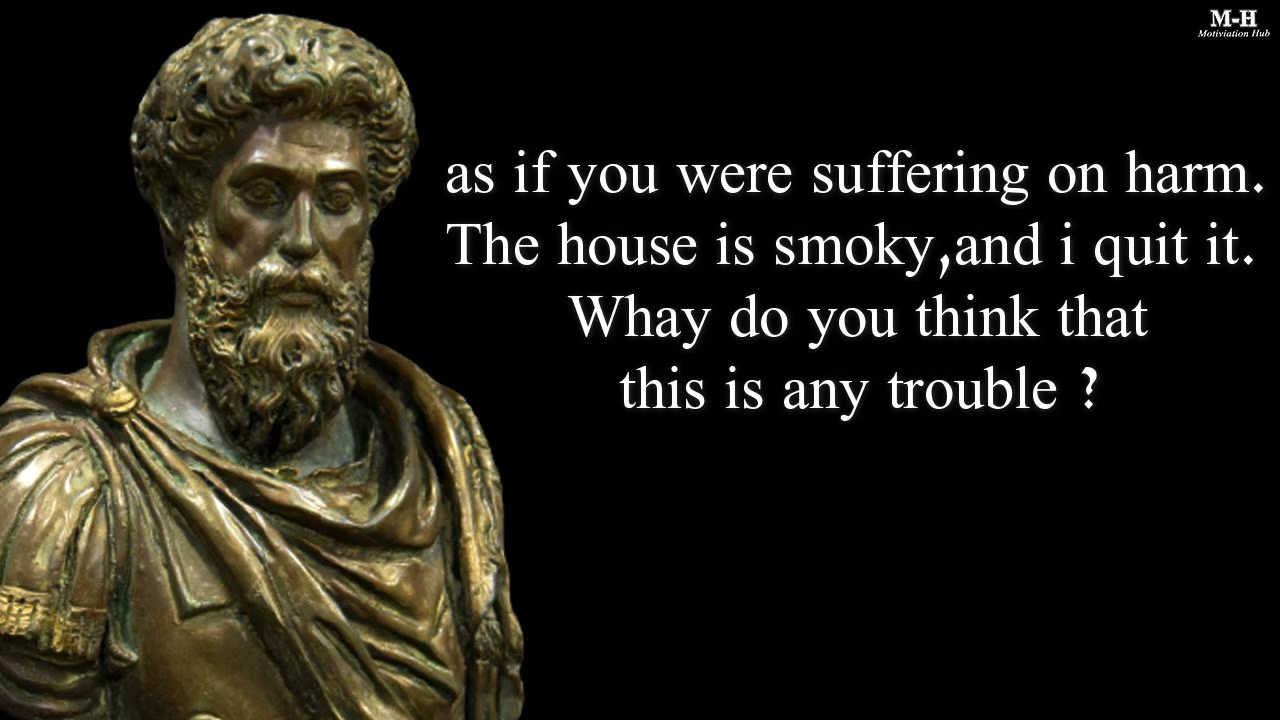 M-H
Motiviation Hub
as if you were suffering on harm.
The house is smoky,and i quit it.
Whay do you think that
this is any trouble ?